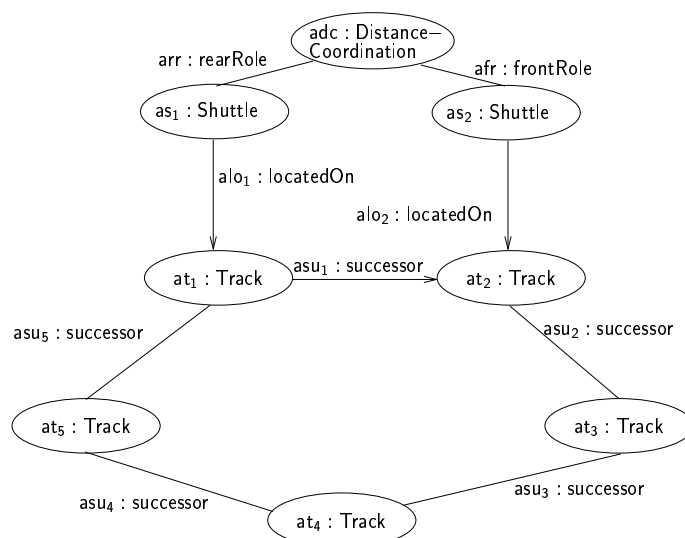 adc : Distance–
Coordination
arr : rearRole
afr : frontRole
as₁ : Shuttle
as₂ : Shuttle
alo₁ : locatedOn
alo₂ : locatedOn
asu₁ : successor
at₁ : Track
at₂ : Track
asu₅ : successor
asu₂ : successor
at₅ : Track
at₃ : Track
asu₄ : successor
asu₃ : successor
at₄ : Track